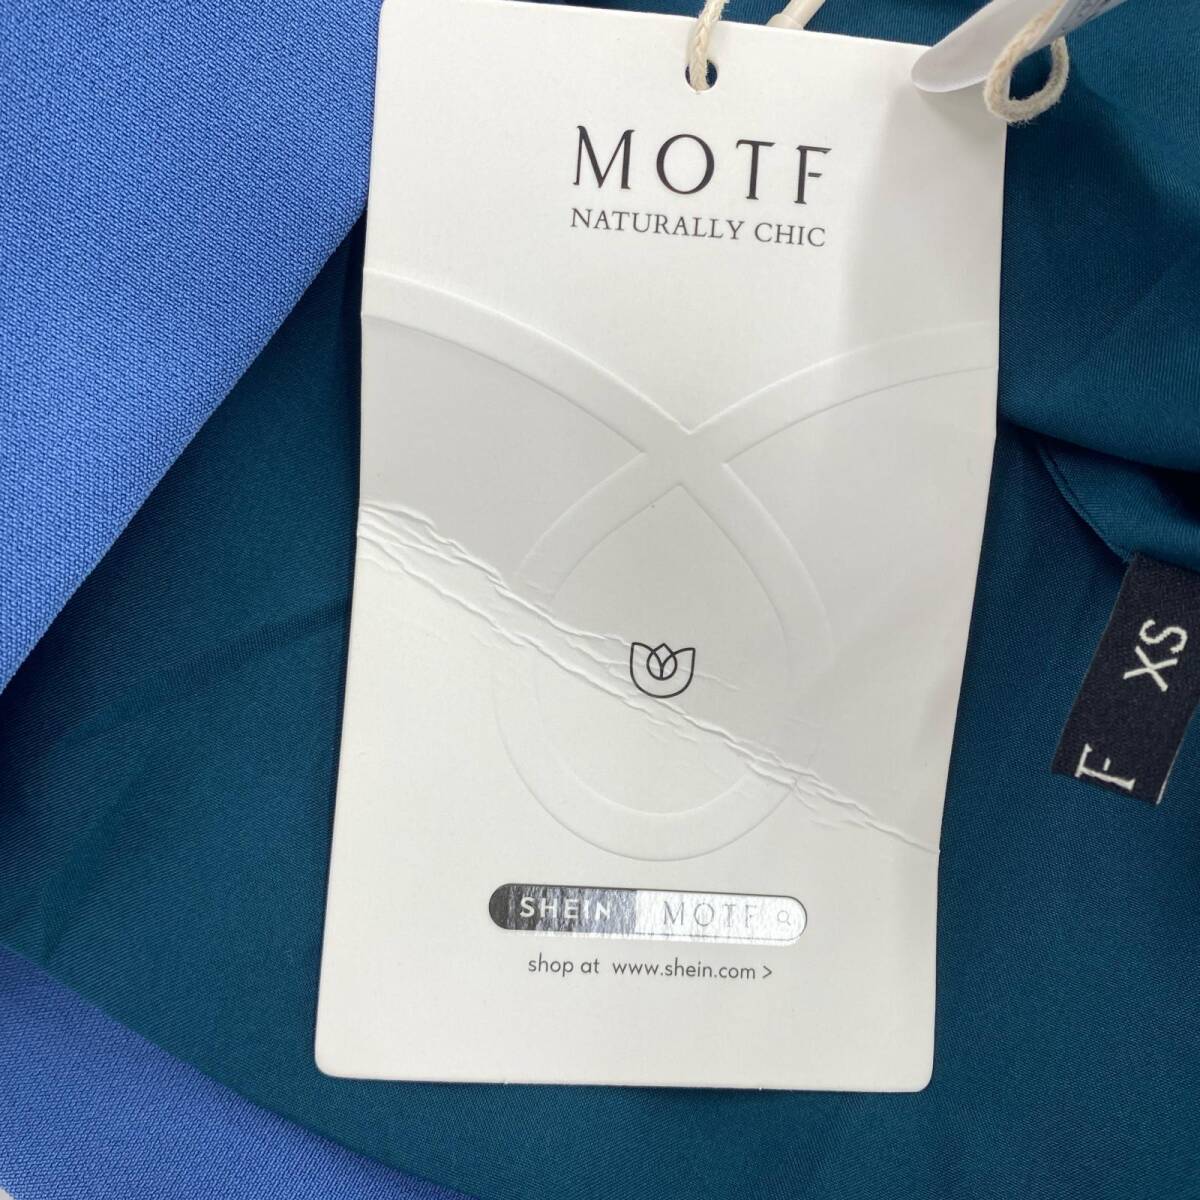 MOTF
NATURALLY CHIC
SHEIN MOTF
shop at www.shein.com >
XS